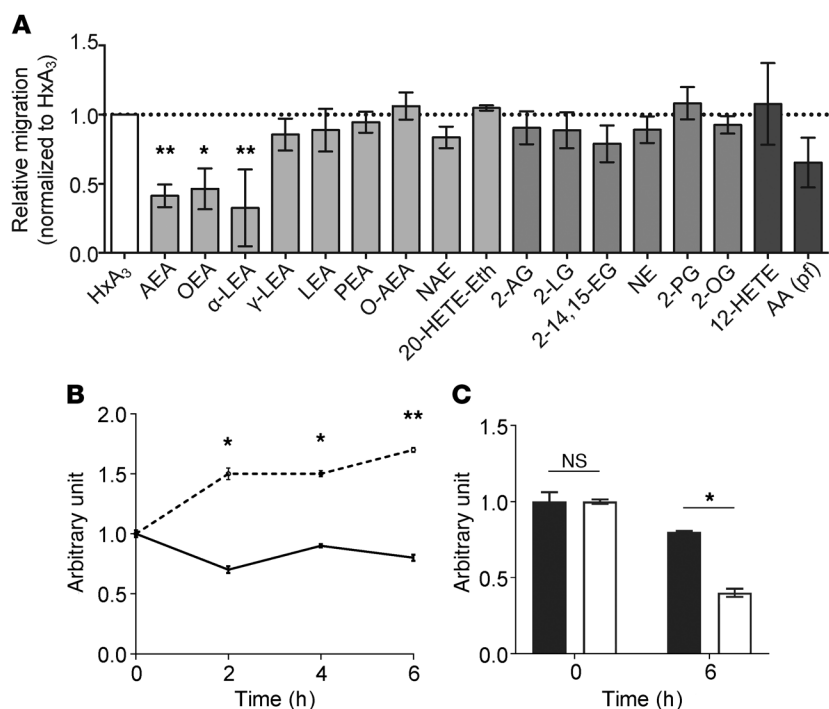 A
Relative migration
(normalized to HxA₃)
1.5
1.0
0.5
0.0
** * **
HxA₃ AEA OEA α-LEA γ-LEA LEA PEA O-AEA NAE 20-HETE-Eth 2-AG 2-LG 2-14,15-EG NE 2-PG 2-OG 12-HETE AA (pf)
B
Arbitrary unit
2.0
1.5
1.0
0.5
0.0
* * **
0 2 4 6
Time (h)
C
Arbitrary unit
1.5
1.0
0.5
0.0
NS
*
0 6
Time (h)